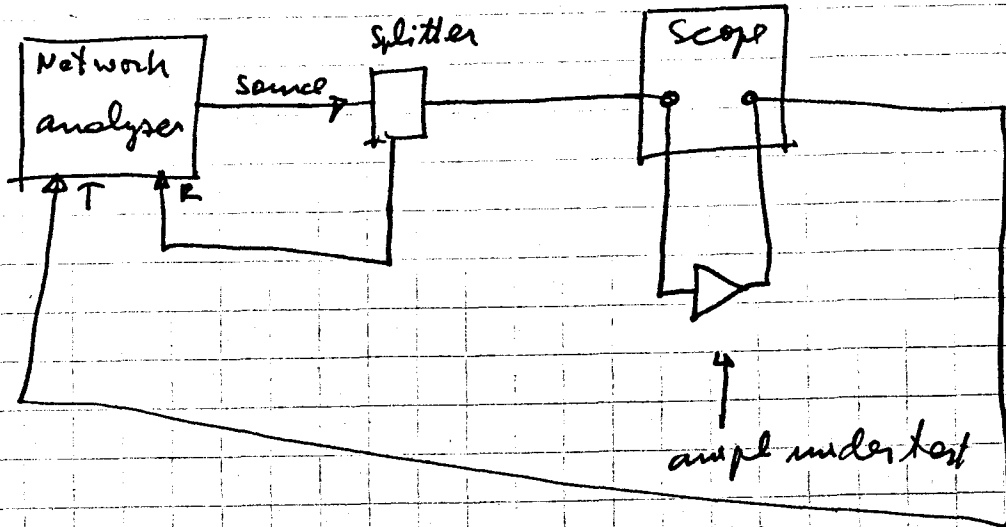 Network
analyser
source
splitter
Scope
T
R
ampl under test